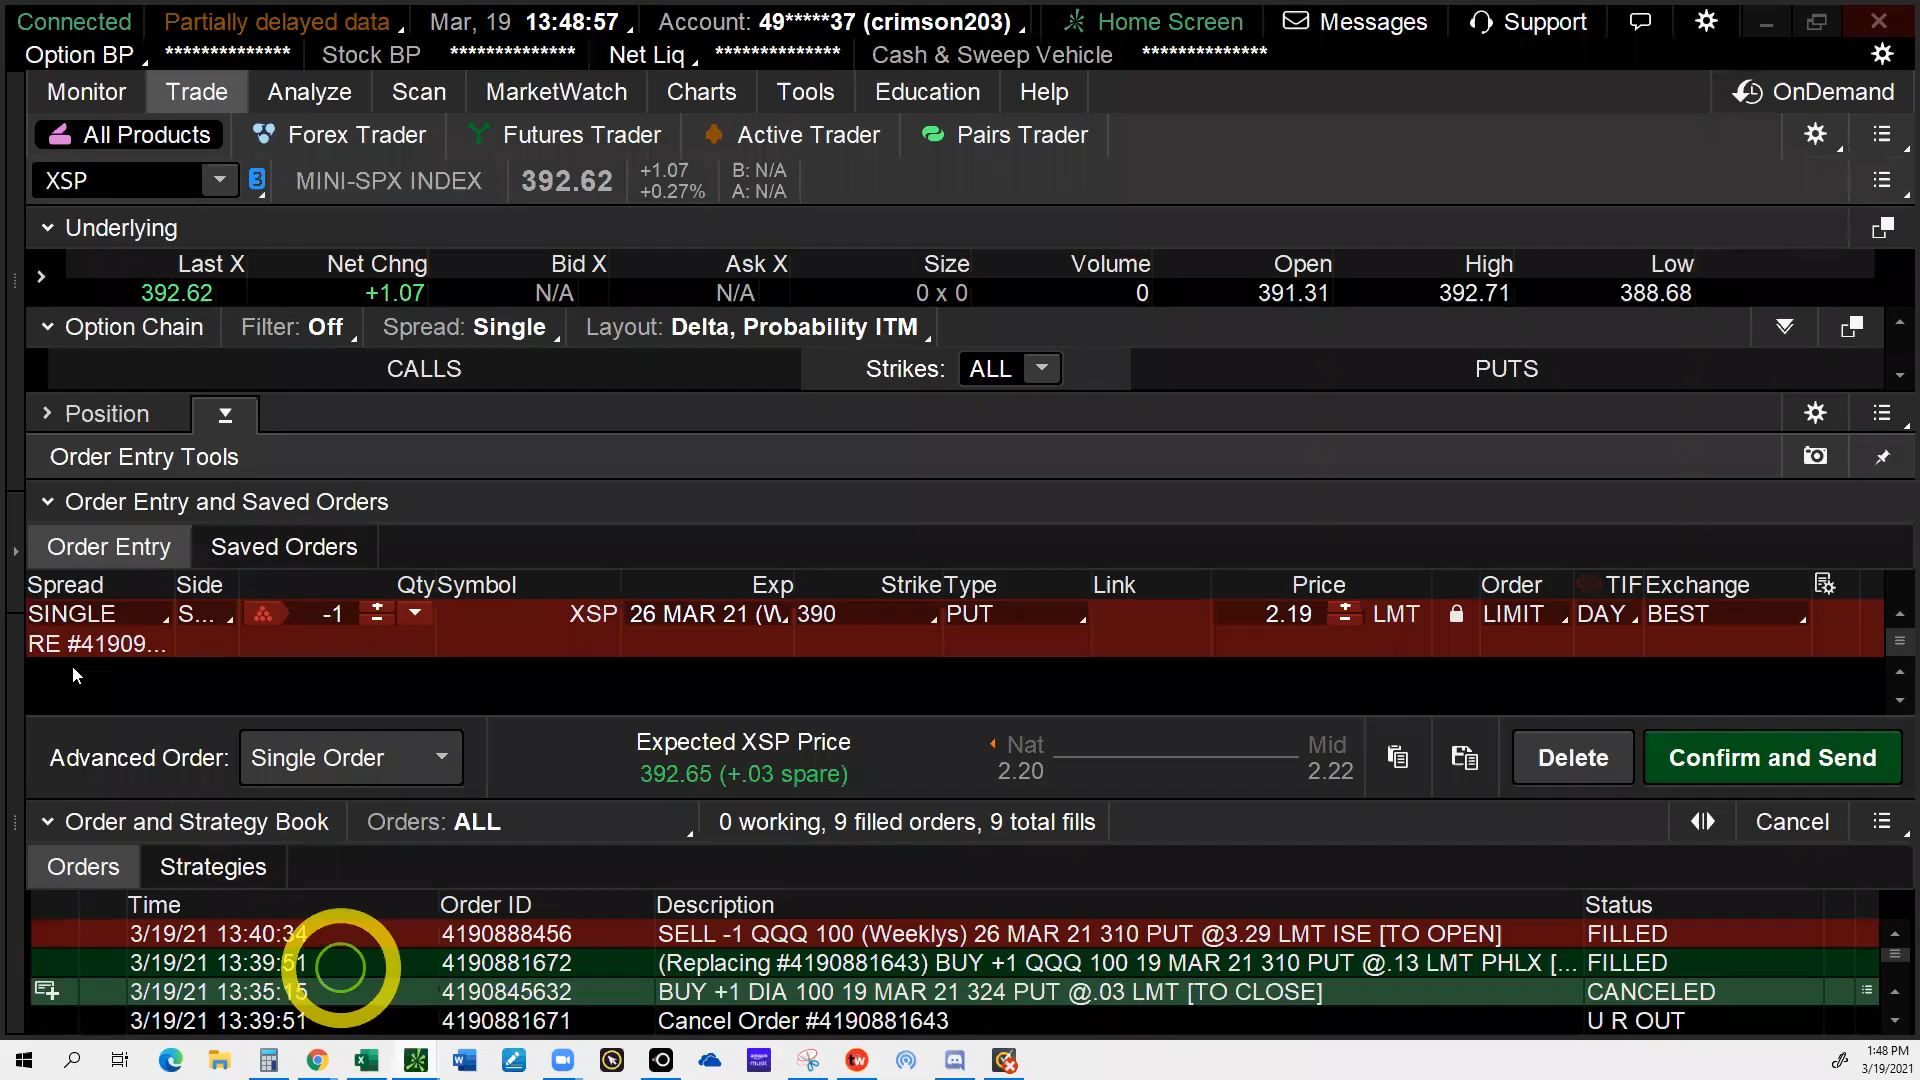 Connected Partially delayed data Mar, 19 13:48:57 Account: 49*****37 (crimson203) Home Screen Messages Support
Option BP ************** Stock BP ************** Net Liq ************** Cash & Sweep Vehicle **************
Monitor Trade Analyze Scan MarketWatch Charts Tools Education Help OnDemand
All Products Forex Trader Futures Trader Active Trader Pairs Trader
XSP 3 MINI-SPX INDEX 392.62 +1.07 B: N/A
+0.27% A: N/A
Underlying
Last X Net Chng Bid X Ask X Size Volume Open High Low
392.62 +1.07 N/A N/A 0 x 0 0 391.31 392.71 388.68
Option Chain Filter: Off Spread: Single Layout: Delta, Probability ITM
CALLS Strikes: ALL PUTS
Position
Order Entry Tools
Order Entry and Saved Orders
Order Entry Saved Orders
Spread Side Qty Symbol Exp Strike Type Link Price Order TIF Exchange
SINGLE S... -1 XSP 26 MAR 21 (W 390 PUT 2.19 LMT LIMIT DAY BEST
RE #41909...
Advanced Order: Single Order Expected XSP Price Nat Mid Delete Confirm and Send
392.65 (+.03 spare) 2.20 2.22
Order and Strategy Book Orders: ALL 0 working, 9 filled orders, 9 total fills Cancel
Orders Strategies
Time Order ID Description Status
3/19/21 13:40:34 4190888456 SELL -1 QQQ 100 (Weeklys) 26 MAR 21 310 PUT @3.29 LMT ISE [TO OPEN] FILLED
3/19/21 13:39:51 4190881672 (Replacing #4190881643) BUY +1 QQQ 100 19 MAR 21 310 PUT @.13 LMT PHLX [... FILLED
3/19/21 13:35:15 4190845632 BUY +1 DIA 100 19 MAR 21 324 PUT @.03 LMT [TO CLOSE] CANCELED
3/19/21 13:39:51 4190881671 Cancel Order #4190881643 U R OUT
1:48 PM
3/19/2021